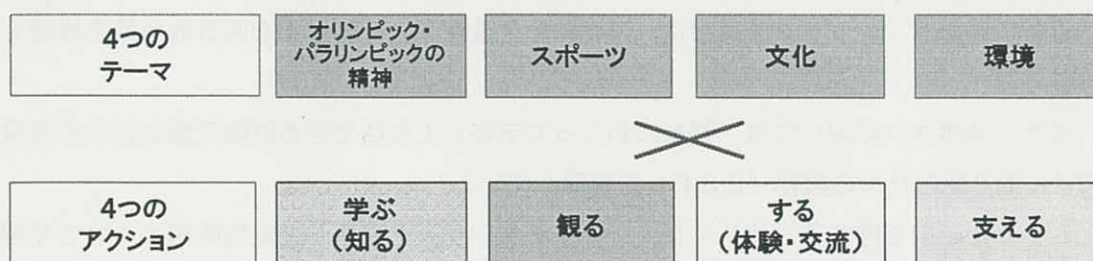 4つの
テーマ
オリンピック・
パラリンピックの
精神
スポーツ
文化
環境
4つの
アクション
学ぶ
（知る）
観る
する
（体験・交流）
支える